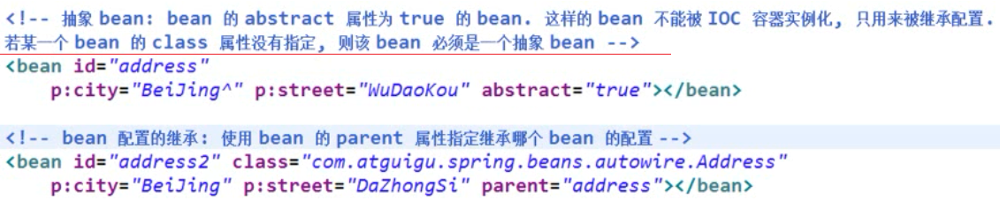 <!-- 抽象 bean: bean 的 abstract 属性为 true 的 bean. 这样的 bean 不能被 IOC 容器实例化, 只用来被继承配置.
若某一个 bean 的 class 属性没有指定, 则该 bean 必须是一个抽象 bean -->
<bean id="address"
p:city="BeiJing^" p:street="WuDaoKou" abstract="true"></bean>
<!-- bean 配置的继承: 使用 bean 的 parent 属性指定继承哪个 bean 的配置 -->
<bean id="address2" class="com.atguigu.spring.beans.autowire.Address"
p:city="BeiJing" p:street="DaZhongSi" parent="address"></bean>